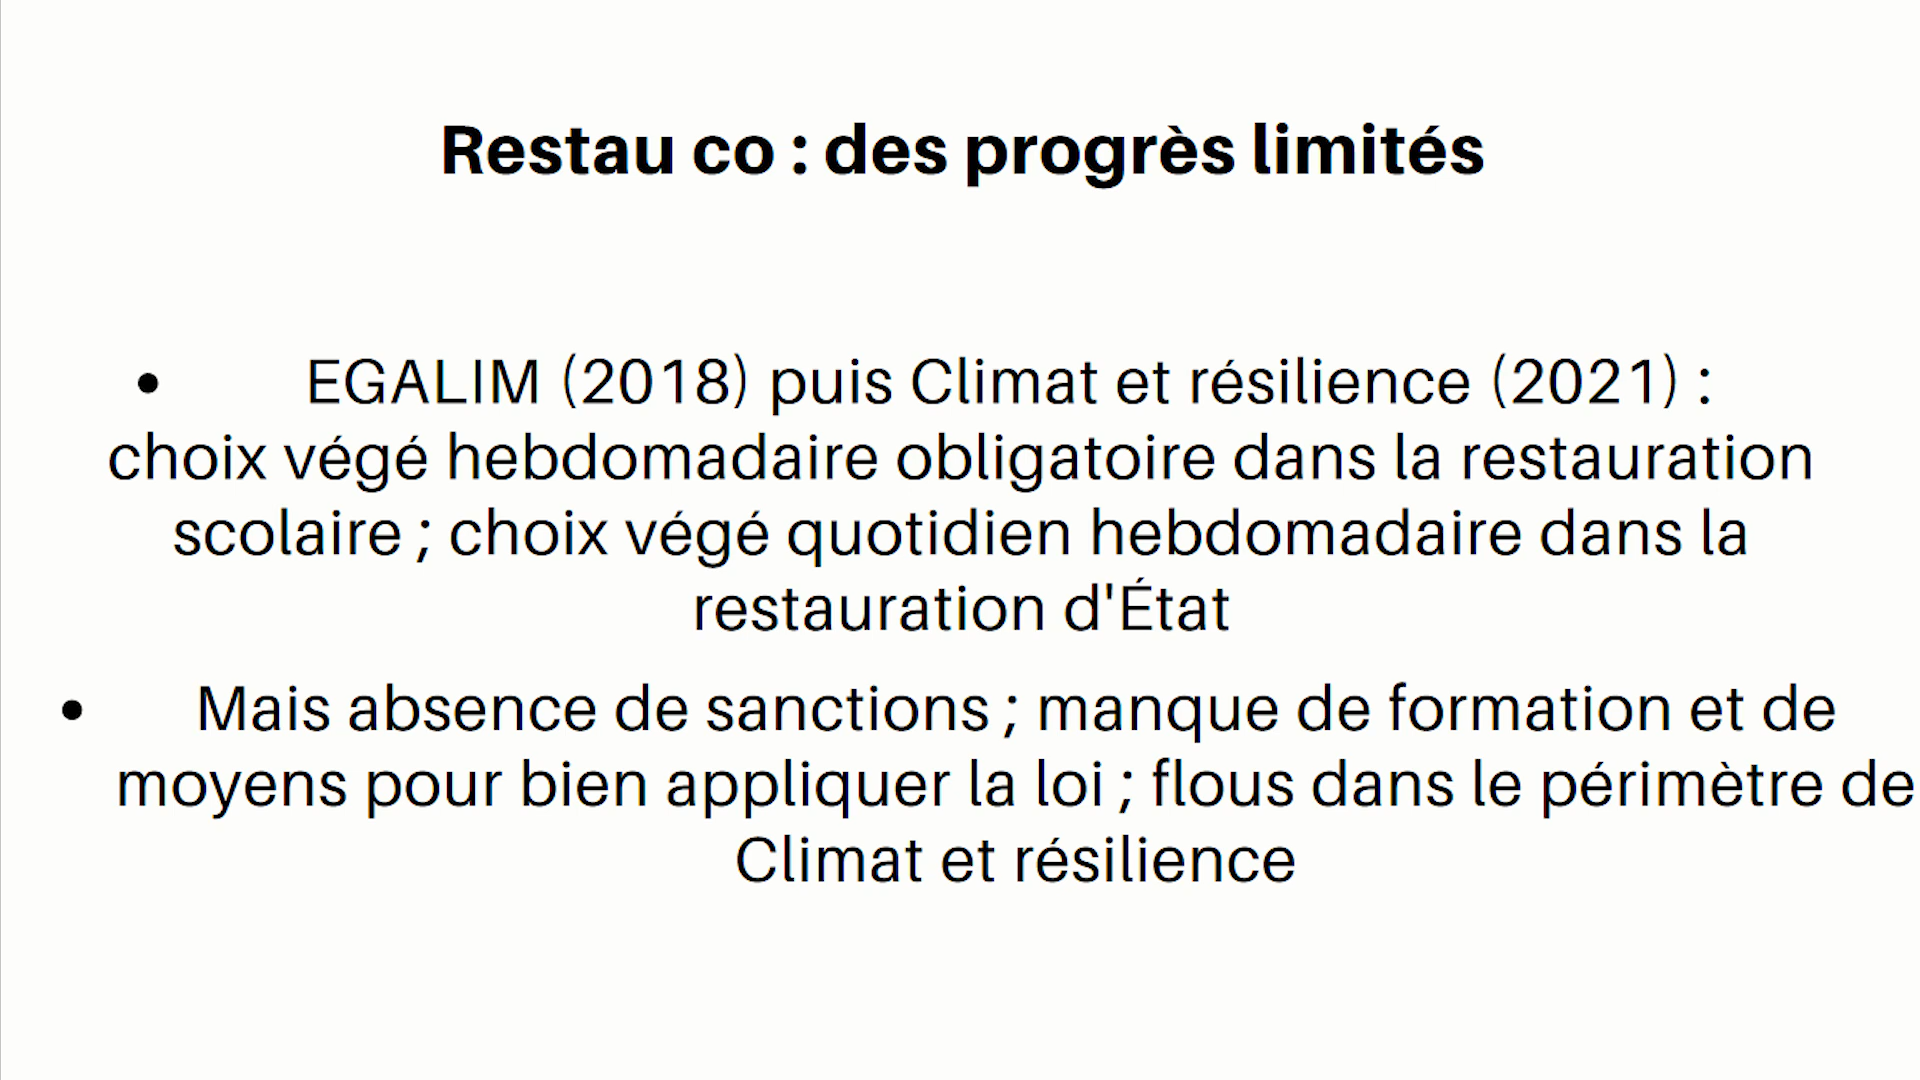 Restau co : des progrès limités
• EGALIM (2018) puis Climat et résilience (2021) :
choix végé hebdomadaire obligatoire dans la restauration
scolaire ; choix végé quotidien hebdomadaire dans la
restauration d'État
• Mais absence de sanctions ; manque de formation et de
moyens pour bien appliquer la loi ; flous dans le périmètre de
Climat et résilience